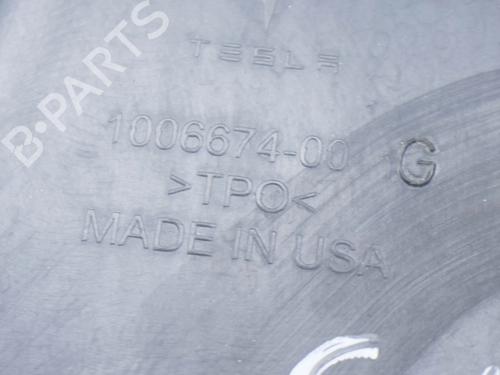 B-PARTS
TESLA
1006674-00 G
>TPO<
MADE IN USA